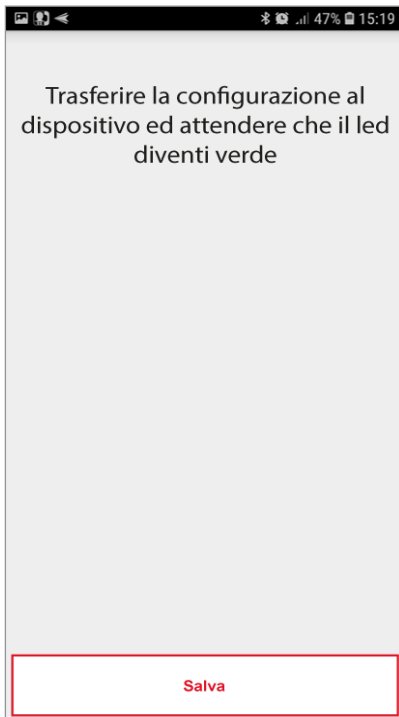 47% 15:19
Trasferire la configurazione al
dispositivo ed attendere che il led
diventi verde
Salva